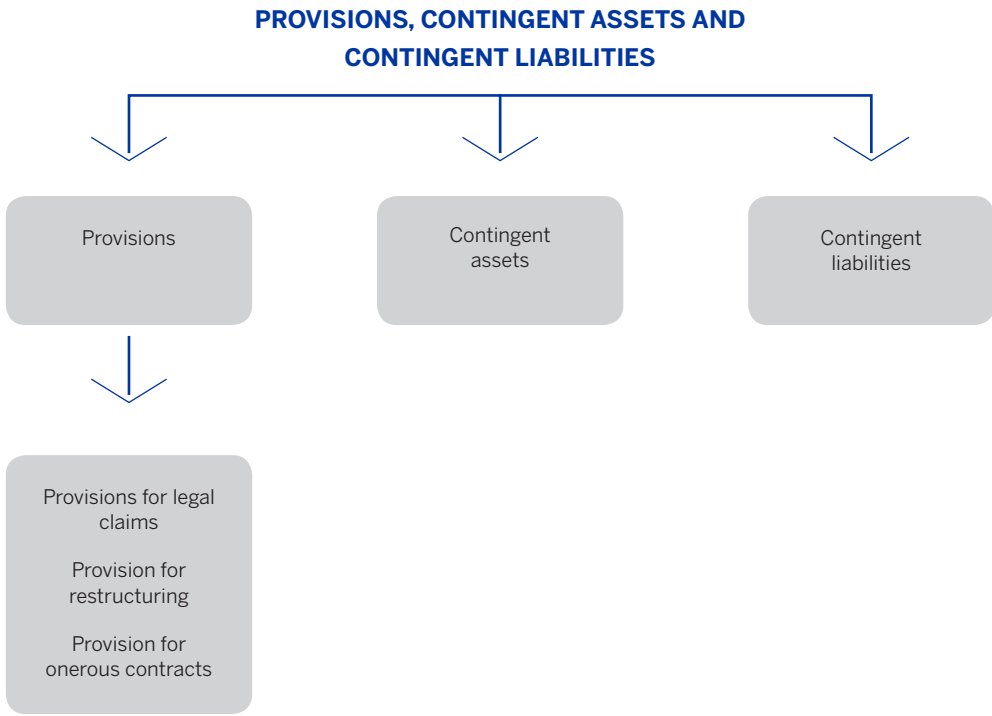 PROVISIONS, CONTINGENT ASSETS AND
CONTINGENT LIABILITIES
Provisions
Contingent
assets
Contingent
liabilities
Provisions for legal
claims
Provision for
restructuring
Provision for
onerous contracts